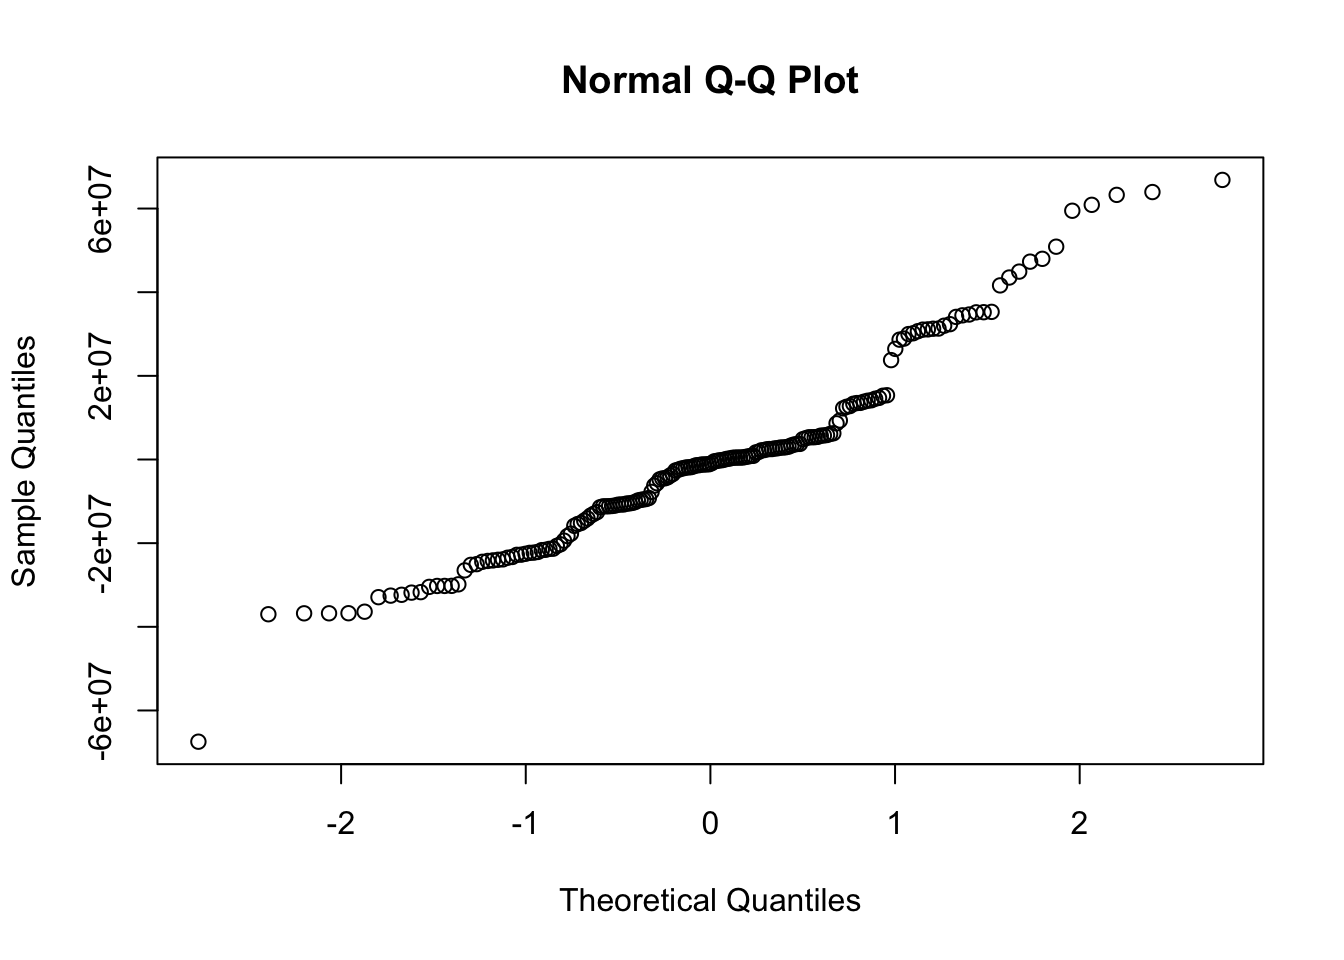 Normal Q-Q Plot
6e+07
2e+07
-2e+07
-6e+07
Sample Quantiles
-2 -1 0 1 2
Theoretical Quantiles